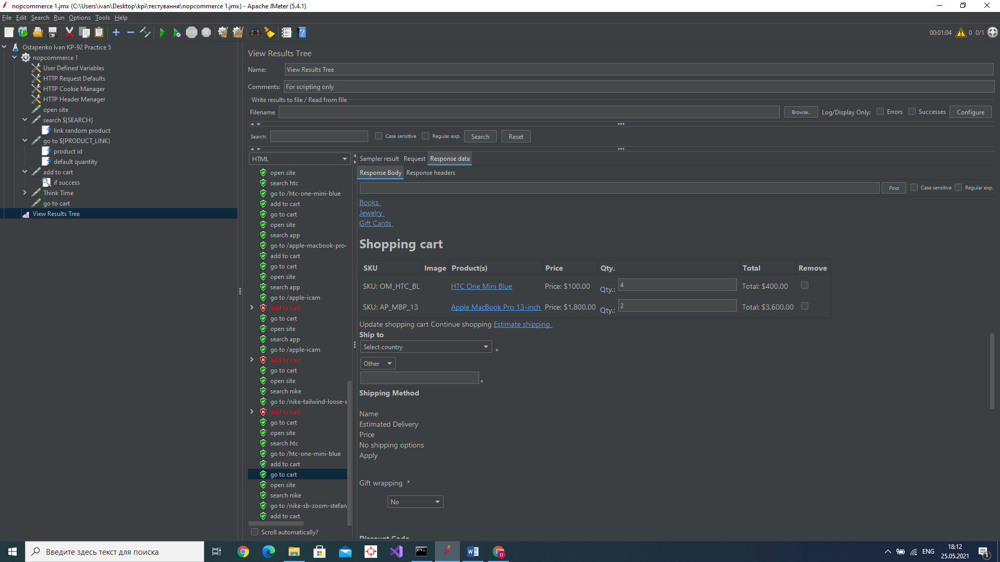 nopcommerce 1.jmx (C:\Users\ivan\Desktop\kpi\тестування\nopcommerce 1.jmx) - Apache JMeter (5.4.1)
File Edit Search Run Options Tools Help
00:01:04 0 0/1
Ostapenko Ivan KP-92 Practice 5
nopcommerce 1
User Defined Variables
HTTP Request Defaults
HTTP Cookie Manager
HTTP Header Manager
open site
search ${SEARCH}
link random product
go to ${PRODUCT_LINK}
product id
default quantity
add to cart
if success
Think Time
go to cart
View Results Tree
View Results Tree
Name: View Results Tree
Comments: For scripting only
Write results to file / Read from file
Filename Browse... Log/Display Only: Errors Successes Configure
Search: Case sensitive Regular exp. Search Reset
HTML
open site
search htc
go to /htc-one-mini-blue
add to cart
go to cart
open site
search app
go to /apple-macbook-pro-
add to cart
go to cart
open site
search app
go to /apple-icam
add to cart
go to cart
open site
search app
go to /apple-icam
add to cart
go to cart
open site
search nike
go to /nike-tailwind-loose-s
add to cart
go to cart
open site
search htc
go to /htc-one-mini-blue
add to cart
go to cart
open site
search nike
go to /nike-sb-zoom-stefan
add to cart
Scroll automatically?
Sampler result Request Response data
Response Body Response headers
Find Case sensitive Regular exp.
Books
Jewelry
Gift Cards
Shopping cart
SKU Image Product(s) Price Qty. Total Remove
SKU: OM_HTC_BL HTC One Mini Blue Price: $100.00 Qty.: 4 Total: $400.00
SKU: AP_MBP_13 Apple MacBook Pro 13-inch Price: $1,800.00 Qty.: 2 Total: $3,600.00
Update shopping cart Continue shopping Estimate shipping
Ship to
Select country *
Other
*
Shipping Method
Name
Estimated Delivery
Price
No shipping options
Apply
Gift wrapping *
No
Discount Code
Введите здесь текст для поиска
ENG
18:12
25.05.2021
1